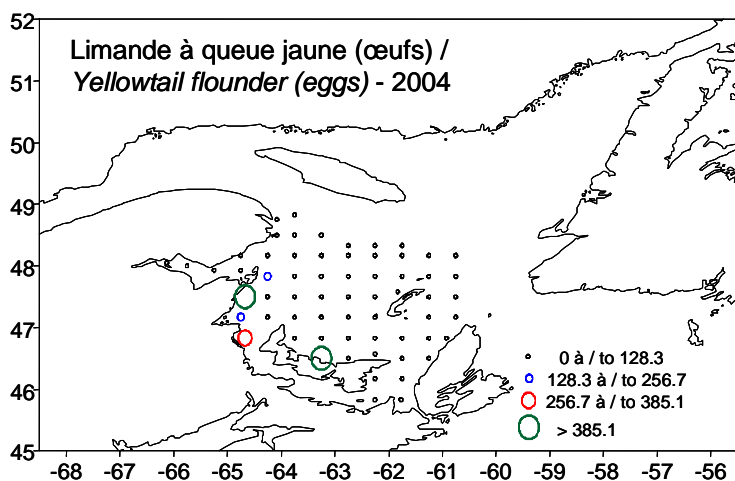 Limande à queue jaune (œufs) /
Yellowtail flounder (eggs) - 2004
52
51
50
49
48
47
46
45
0 à / to 128.3
128.3 à / to 256.7
256.7 à / to 385.1
> 385.1
-68 -67 -66 -65 -64 -63 -62 -61 -60 -59 -58 -57 -56